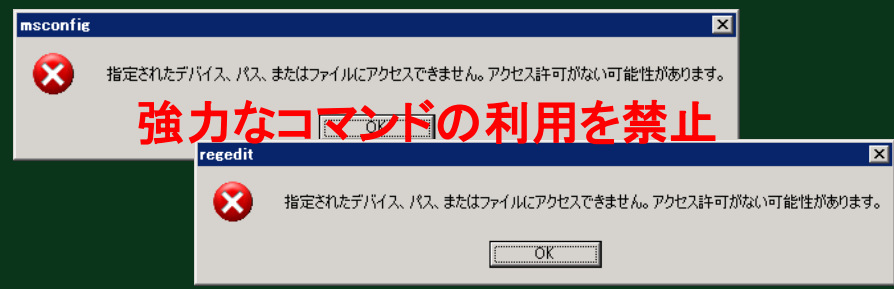 msconfig
指定されたデバイス、パス、またはファイルにアクセスできません。アクセス許可がない可能性があります。
OK
強力なコマンドの利用を禁止
regedit
指定されたデバイス、パス、またはファイルにアクセスできません。アクセス許可がない可能性があります。
OK